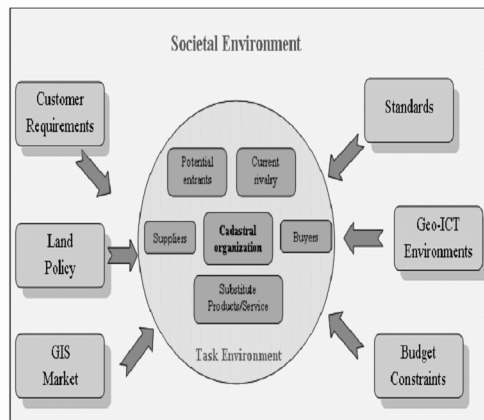 Societal Environment
Customer
Requirements
Standards
Potential
entrants
Current
rivalry
Land
Policy
Suppliers
Cadastral
organization
Buyers
Geo-ICT
Environments
Substitute
Products/Service
GIS
Market
Task Environment
Budget
Constraints